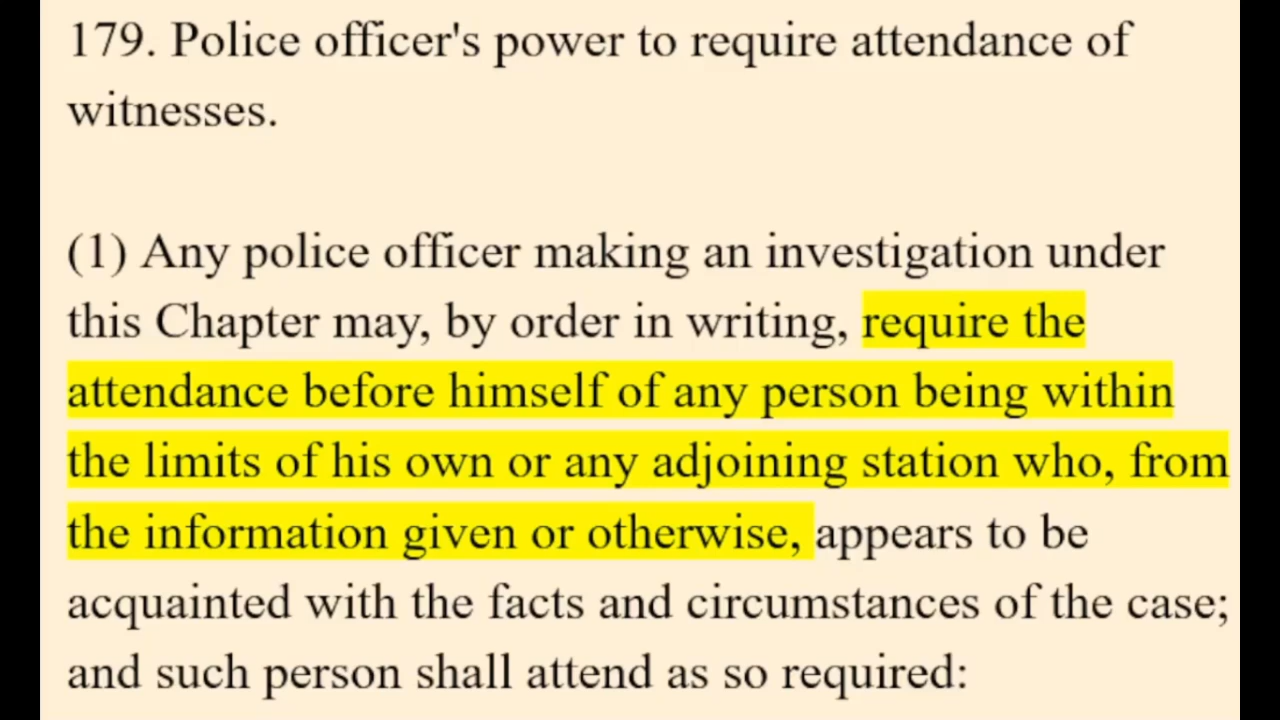 179. Police officer's power to require attendance of
witnesses.
(1) Any police officer making an investigation under
this Chapter may, by order in writing, require the
attendance before himself of any person being within
the limits of his own or any adjoining station who, from
the information given or otherwise, appears to be
acquainted with the facts and circumstances of the case;
and such person shall attend as so required: